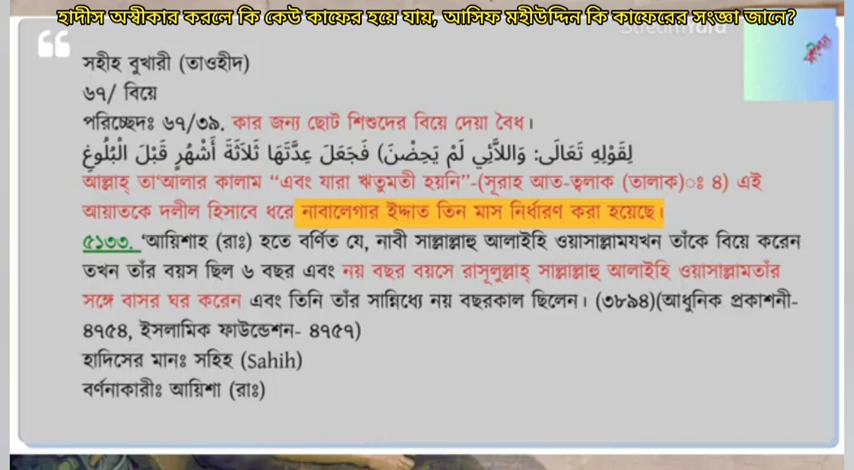 হাদীস অস্বীকার করলে কি কেউ কাফের হয়ে যায়, আসিফ মহীউদ্দিন কি কাফেরের সংজ্ঞা জানে?
StreamYard
সহীহ বুখারী (তাওহীদ)
৬৭/ বিয়ে
পরিচ্ছেদঃ ৬৭/৩৯. কার জন্য ছোট শিশুদের বিয়ে দেয়া বৈধ।
لِقَوْلِهِ تَعَالَى: وَاللاَّئِي لَمْ يَحِضْنَ) فَجَعَلَ عِدَّتَهَا ثَلاَثَةَ أَشْهُرٍ قَبْلَ الْبُلُوغِ
আল্লাহ্ তা‘আলার কালাম “এবং যারা ঋতুমতী হয়নি”-(সূরাহ আত-ত্বলাক (তালাক)ঃ ৪) এই
আয়াতকে দলীল হিসাবে ধরে নাবালেগার ইদ্দাত তিন মাস নির্ধারণ করা হয়েছে।
৫১৩৩. ‘আয়িশাহ (রাঃ) হতে বর্ণিত যে, নাবী সাল্লাল্লাহু আলাইহি ওয়াসাল্লামযখন তাঁকে বিয়ে করেন
তখন তাঁর বয়স ছিল ৬ বছর এবং নয় বছর বয়সে রাসূলুল্লাহ্ সাল্লাল্লাহু আলাইহি ওয়াসাল্লামতাঁর
সঙ্গে বাসর ঘর করেন এবং তিনি তাঁর সান্নিধ্যে নয় বছরকাল ছিলেন। (৩৮৯৪)(আধুনিক প্রকাশনী-
৪৭৫৪, ইসলামিক ফাউন্ডেশন- ৪৭৫৭)
হাদিসের মানঃ সহিহ (Sahih)
বর্ণনাকারীঃ আয়িশা (রাঃ)